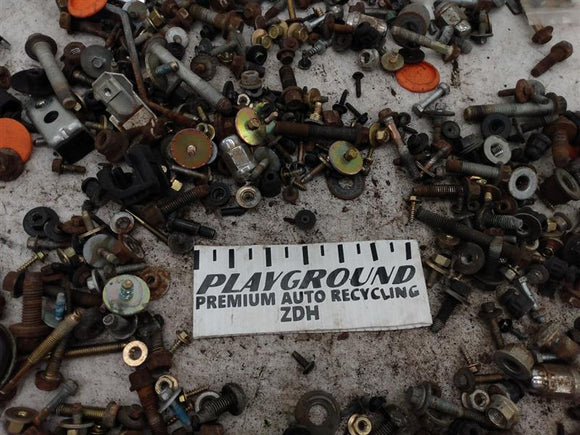 PLAYGROUND
PREMIUM AUTO RECYCLING
ZDH